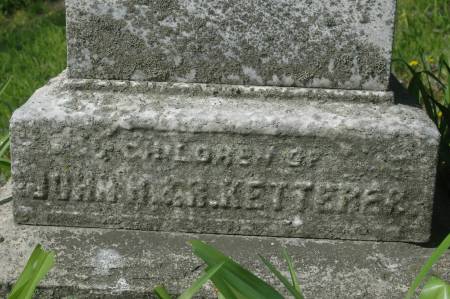 CHILDREN OF
JOHN H. & R. KETTERER